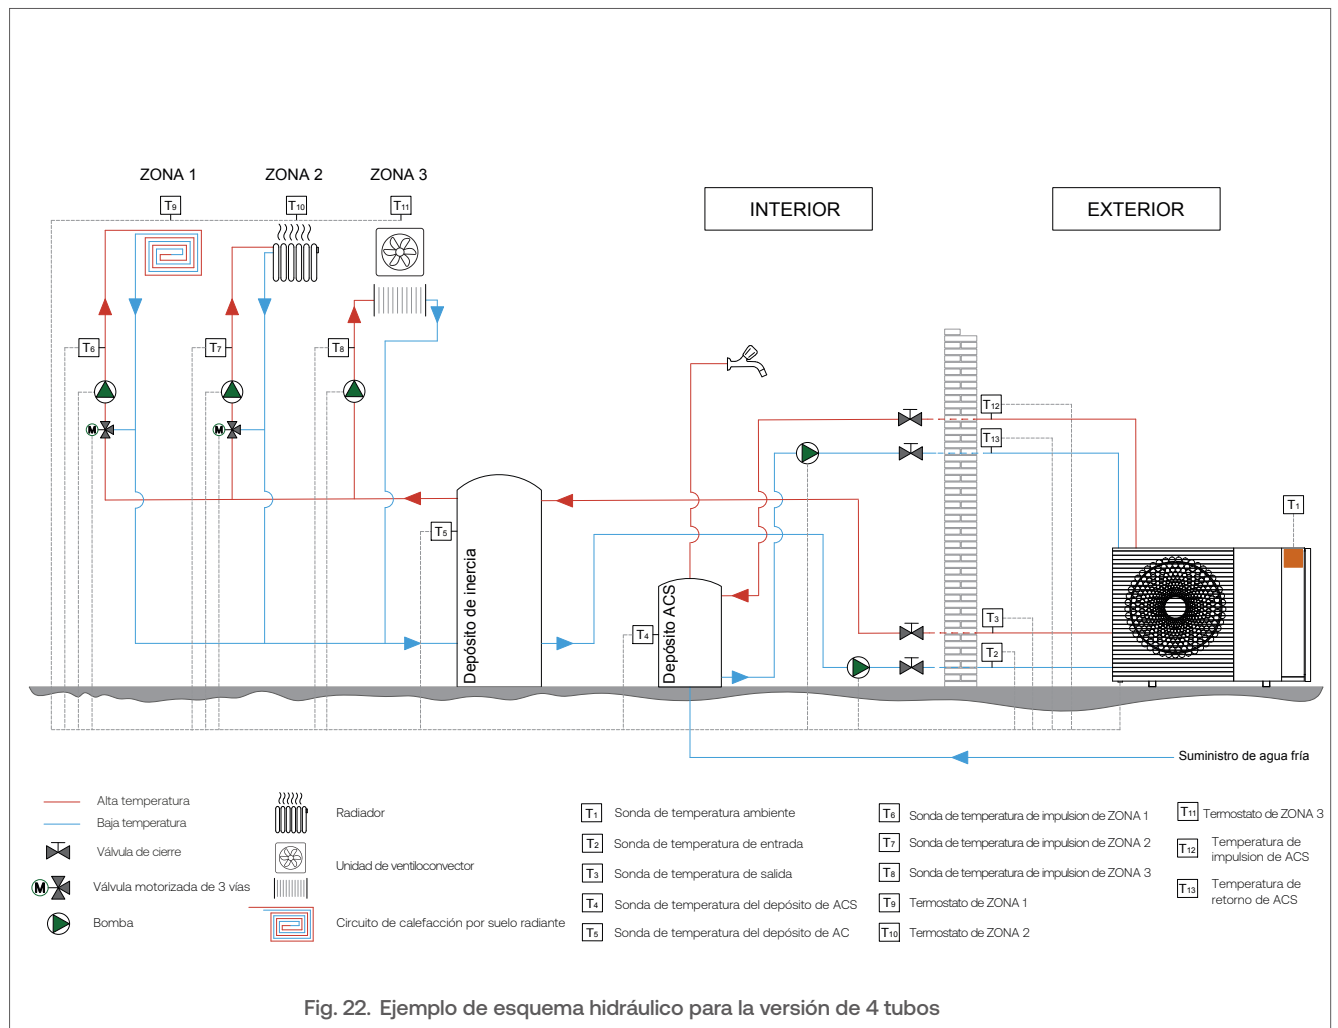 ZONA 1
ZONA 2
ZONA 3
T9
T10
T11
INTERIOR
EXTERIOR
T6
T7
T8
M
M
T12
T13
T1
T5
Depósito de inercia
T4
Depósito ACS
T3
T2
Suministro de agua fría
Alta temperatura
Baja temperatura
Válvula de cierre
M
Válvula motorizada de 3 vías
Bomba
Radiador
Unidad de ventiloconvector
Circuito de calefacción por suelo radiante
T1 Sonda de temperatura ambiente
T2 Sonda de temperatura de entrada
T3 Sonda de temperatura de salida
T4 Sonda de temperatura del depósito de ACS
T5 Sonda de temperatura del depósito de AC
T6 Sonda de temperatura de impulsion de ZONA 1
T7 Sonda de temperatura de impulsion de ZONA 2
T8 Sonda de temperatura de impulsion de ZONA 3
T9 Termostato de ZONA 1
T10 Termostato de ZONA 2
T11 Termostato de ZONA 3
T12 Temperatura de
impulsion de ACS
T13 Temperatura de
retorno de ACS
Fig. 22. Ejemplo de esquema hidráulico para la versión de 4 tubos